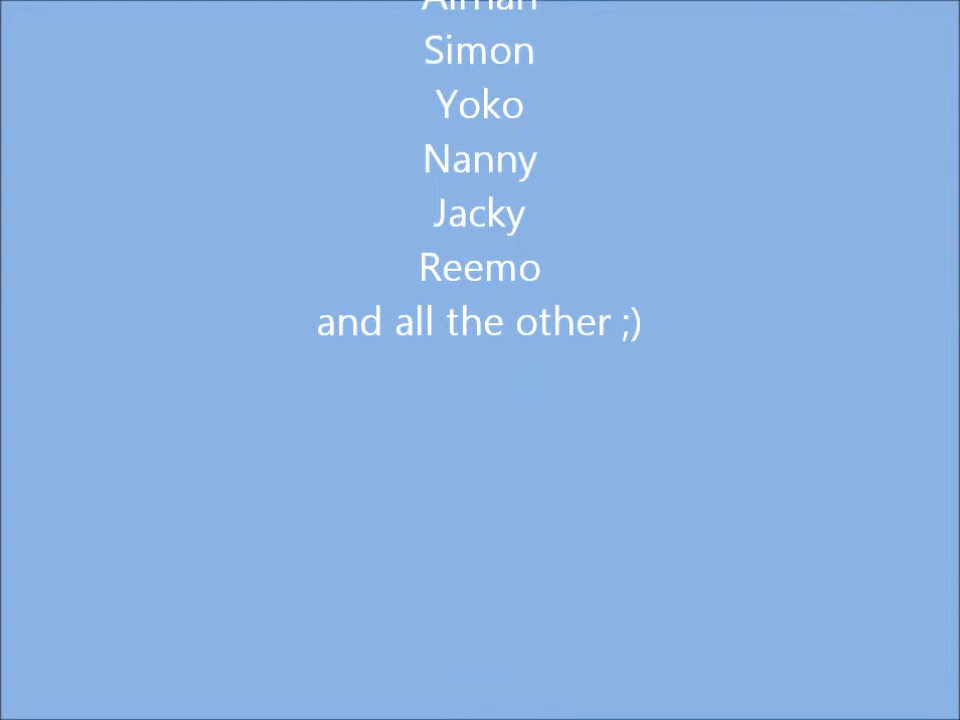 Simon
Yoko
Nanny
Jacky
Reemo
and all the other ;)